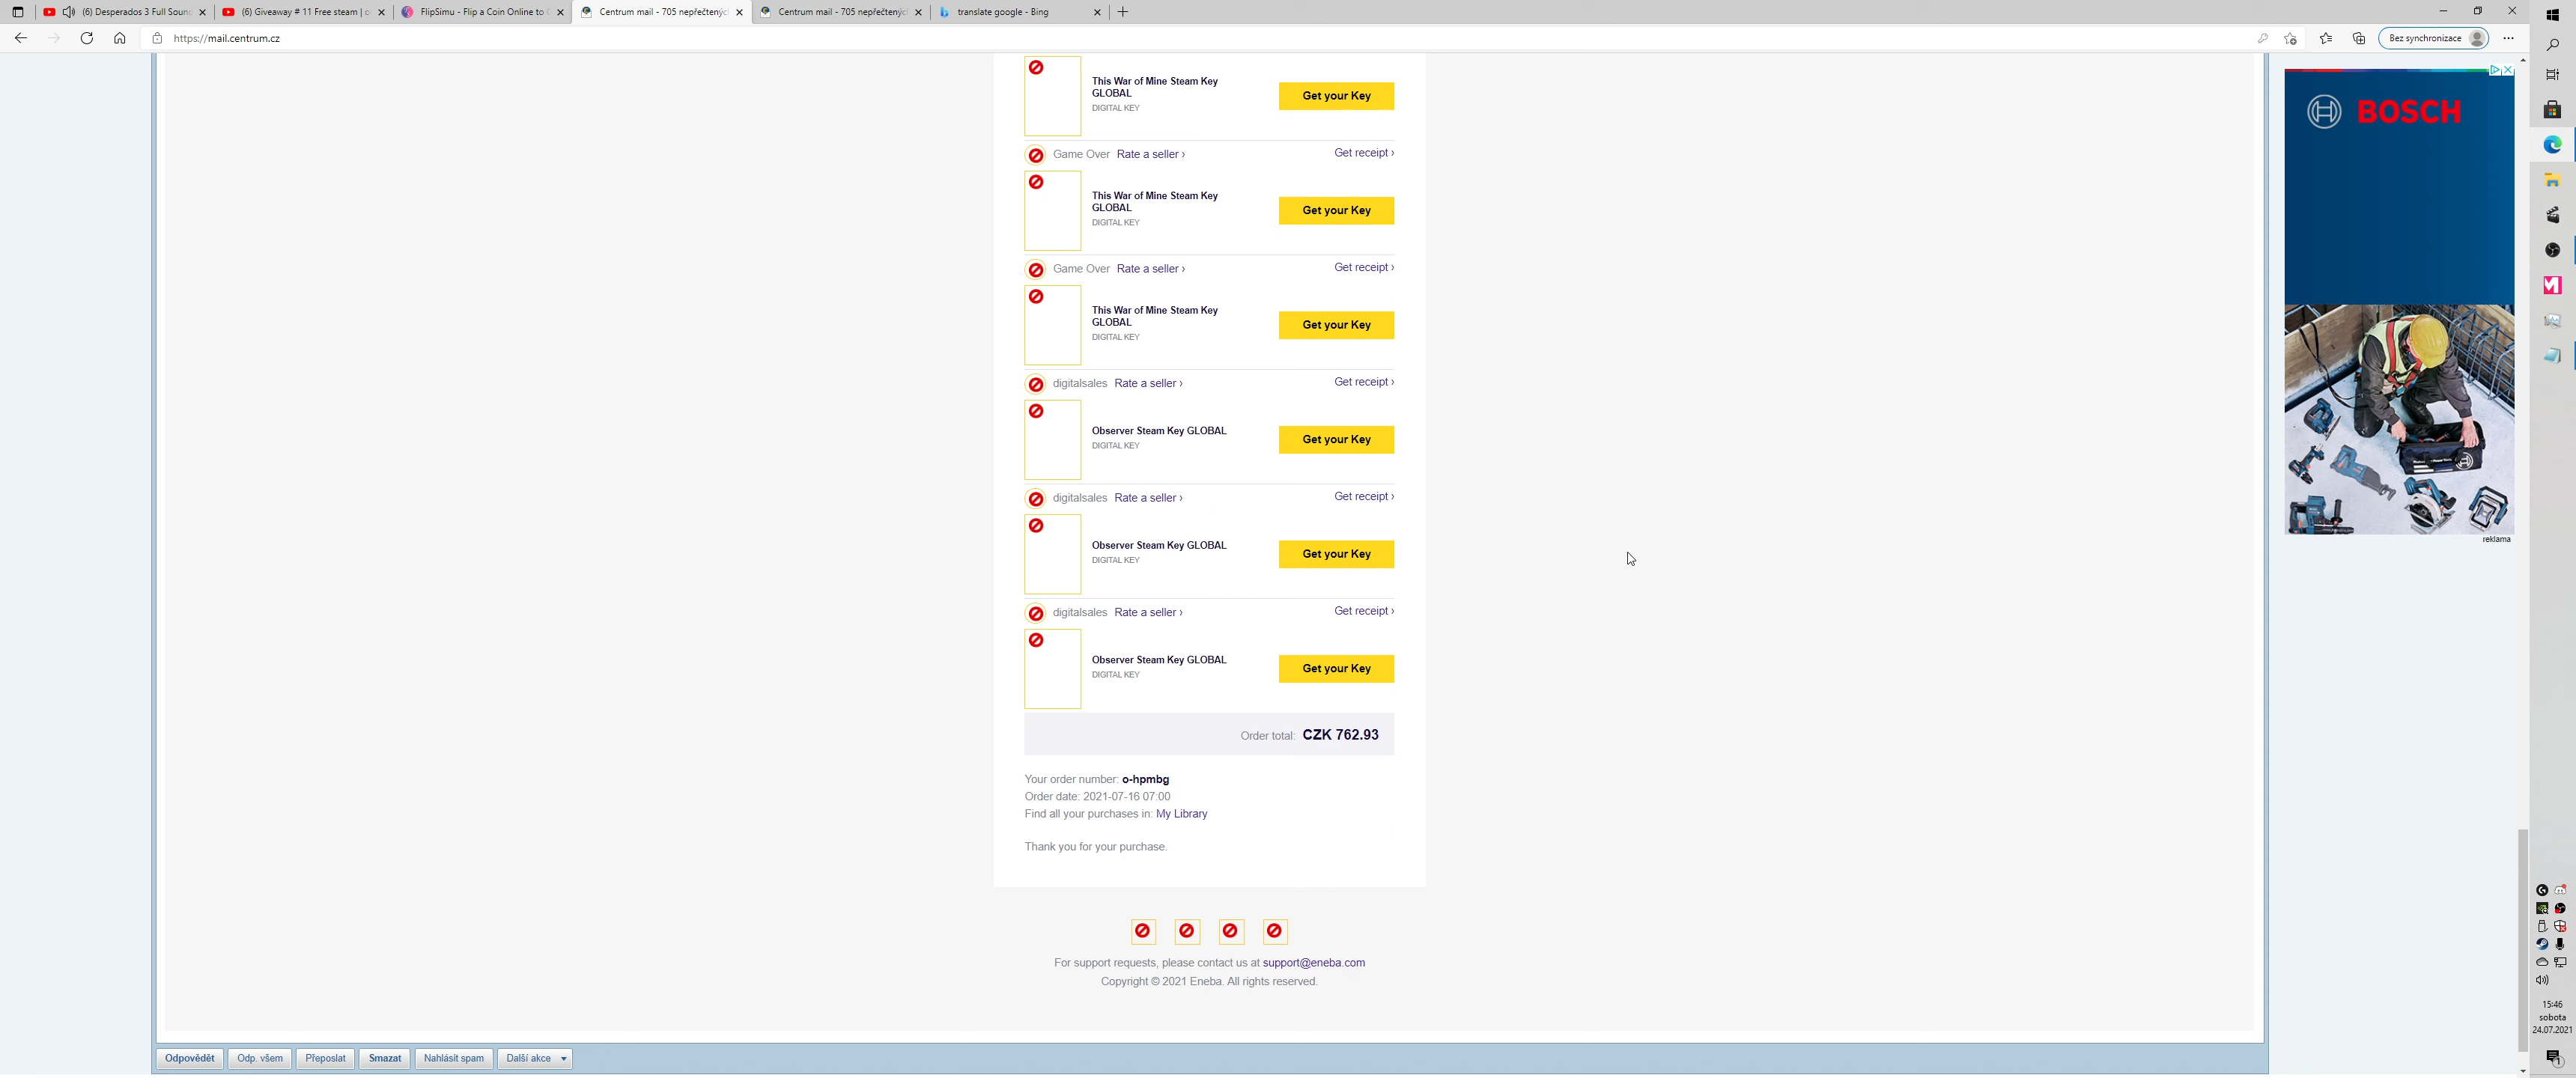 (6) Desperados 3 Full Soun
(6) Giveaway # 11 Free steam |
FlipSimu - Flip a Coin Online to
Centrum mail - 705 nepřečtený
Centrum mail - 705 nepřečtenýc
translate google - Bing
https://mail.centrum.cz
Bez synchronizace
This War of Mine Steam Key
GLOBAL
DIGITAL KEY
Get your Key
Game Over Rate a seller ›
Get receipt ›
This War of Mine Steam Key
GLOBAL
DIGITAL KEY
Get your Key
Game Over Rate a seller ›
Get receipt ›
This War of Mine Steam Key
GLOBAL
DIGITAL KEY
Get your Key
digitalsales Rate a seller ›
Get receipt ›
Observer Steam Key GLOBAL
DIGITAL KEY
Get your Key
digitalsales Rate a seller ›
Get receipt ›
Observer Steam Key GLOBAL
DIGITAL KEY
Get your Key
digitalsales Rate a seller ›
Get receipt ›
Observer Steam Key GLOBAL
DIGITAL KEY
Get your Key
Order total: CZK 762.93
Your order number: o-hpmbg
Order date: 2021-07-16 07:00
Find all your purchases in: My Library
Thank you for your purchase.
For support requests, please contact us at support@eneba.com
Copyright © 2021 Eneba. All rights reserved.
Odpovědět
Odp. všem
Přeposlat
Smazat
Nahlásit spam
Další akce
BOSCH
reklama
15:46
sobota
24.07.2021